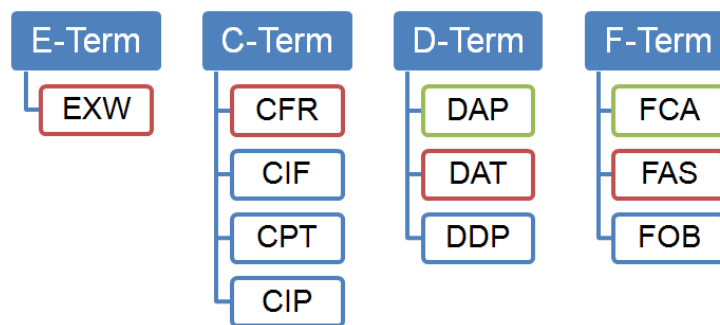 E-Term
EXW
C-Term
CFR
CIF
CPT
CIP
D-Term
DAP
DAT
DDP
F-Term
FCA
FAS
FOB